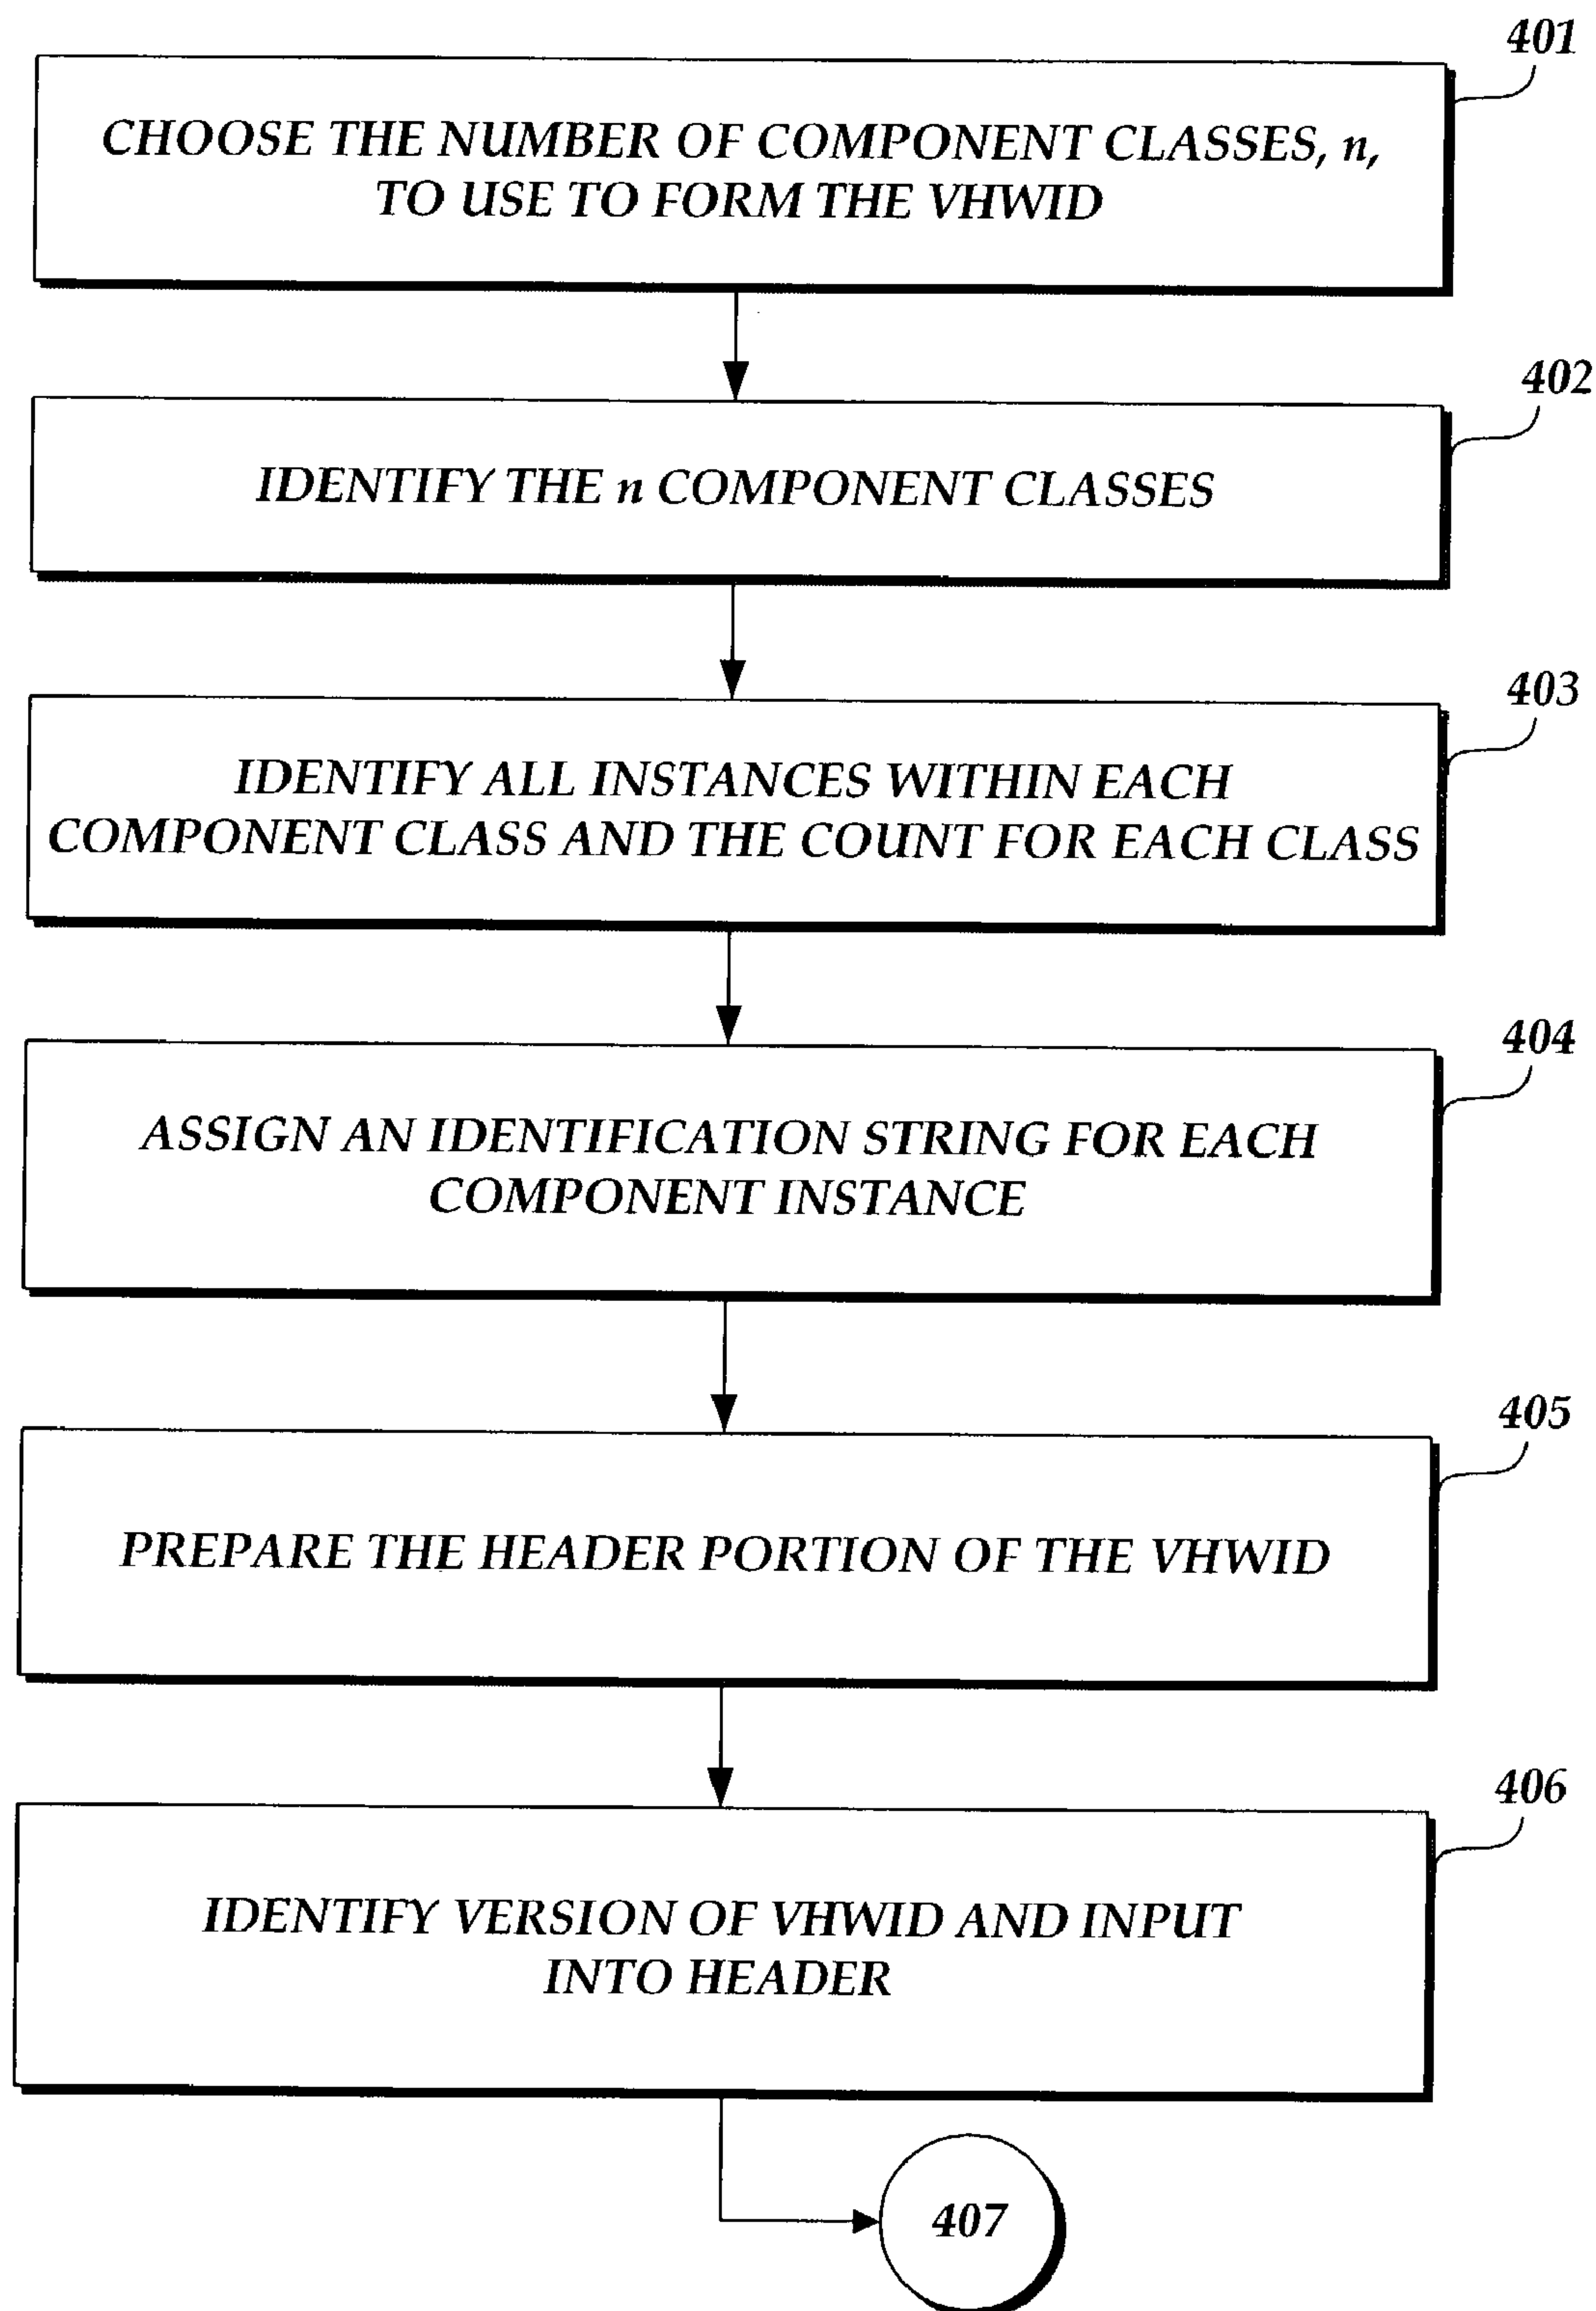 401
CHOOSE THE NUMBER OF COMPONENT CLASSES, n,
TO USE TO FORM THE VHWID
402
IDENTIFY THE n COMPONENT CLASSES
403
IDENTIFY ALL INSTANCES WITHIN EACH
COMPONENT CLASS AND THE COUNT FOR EACH CLASS
404
ASSIGN AN IDENTIFICATION STRING FOR EACH
COMPONENT INSTANCE
405
PREPARE THE HEADER PORTION OF THE VHWID
406
IDENTIFY VERSION OF VHWID AND INPUT
INTO HEADER
407